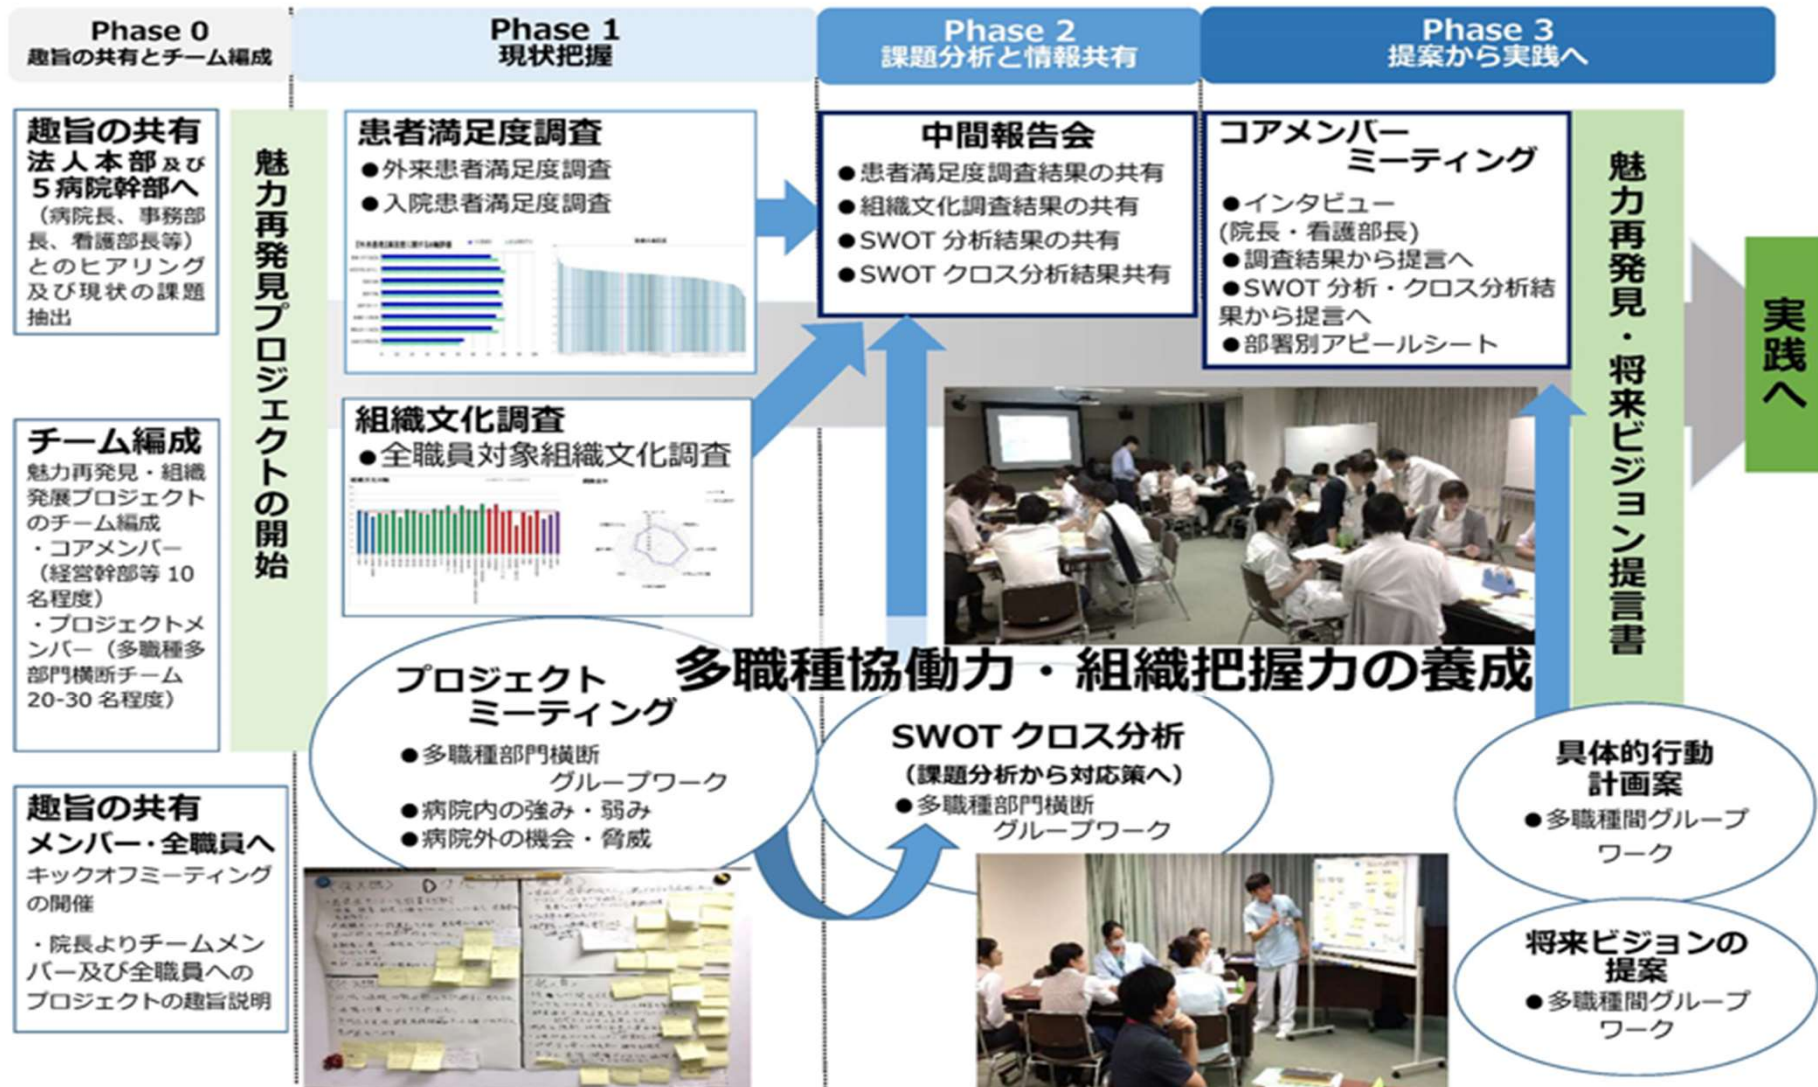 Phase 0
趣旨の共有とチーム編成
Phase 1
現状把握
Phase 2
課題分析と情報共有
Phase 3
提案から実践へ
趣旨の共有
法人本部及び
5病院幹部へ
（病院長、事務部
長、看護部長等）
とのヒアリング
及び現状の課題
抽出
チーム編成
魅力再発見・組織
発展プロジェクト
のチーム編成
・コアメンバー
（経営幹部等 10
名程度）
・プロジェクトメ
ンバー（多職種多
部門横断チーム
20-30 名程度）
趣旨の共有
メンバー・全職員へ
キックオフミーティング
の開催
・院長よりチームメン
バー及び全職員への
プロジェクトの趣旨説明
魅力再発見プロジェクトの開始
患者満足度調査
●外来患者満足度調査
●入院患者満足度調査
組織文化調査
●全職員対象組織文化調査
プロジェクト
ミーティング
●多職種部門横断
グループワーク
●病院内の強み・弱み
●病院外の機会・脅威
中間報告会
●患者満足度調査結果の共有
●組織文化調査結果の共有
●SWOT 分析結果の共有
●SWOT クロス分析結果共有
多職種協働力・組織把握力の養成
SWOT クロス分析
（課題分析から対応策へ）
●多職種部門横断
グループワーク
コアメンバー
ミーティング
●インタビュー
(院長・看護部長)
●調査結果から提言へ
●SWOT 分析・クロス分析結
果から提言へ
●部署別アピールシート
具体的行動
計画案
●多職種間グループ
ワーク
将来ビジョンの
提案
●多職種間グループ
ワーク
魅力再発見・将来ビジョン提言書
実践へ